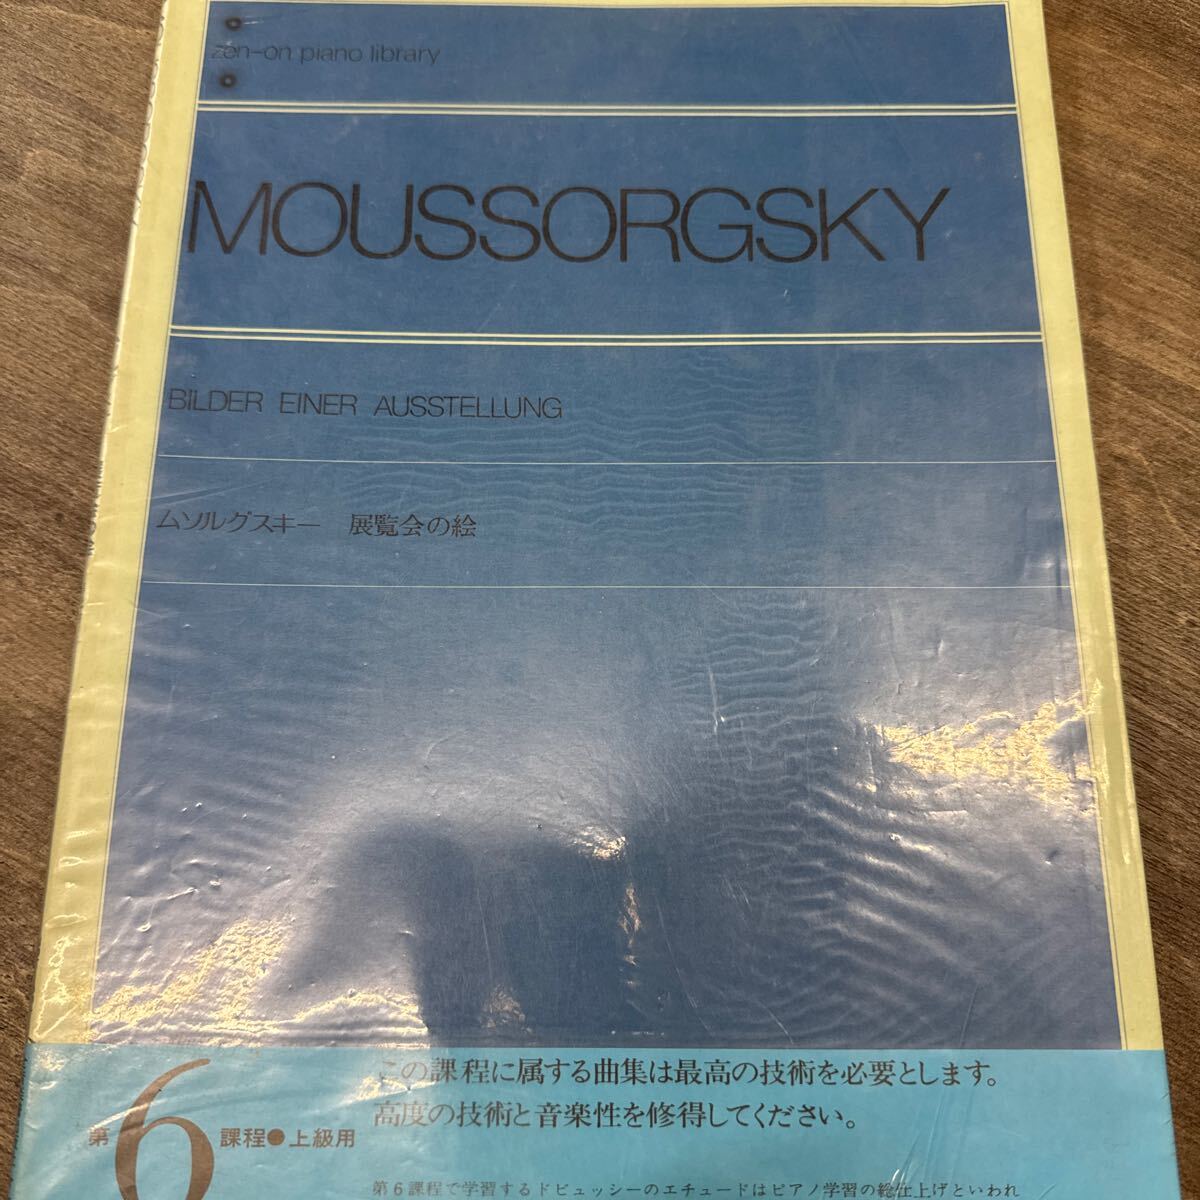 zen-on piano library
MOUSSORGSKY
BILDER EINER AUSSTELLUNG
ムソルグスキー 展覧会の絵
第6課程●上級用
この課程に属する曲集は最高の技術を必要とします。
高度の技術と音楽性を修得してください。
第6課程で学習するドビュッシーのエチュードはピアノ学習の総仕上げといわれ